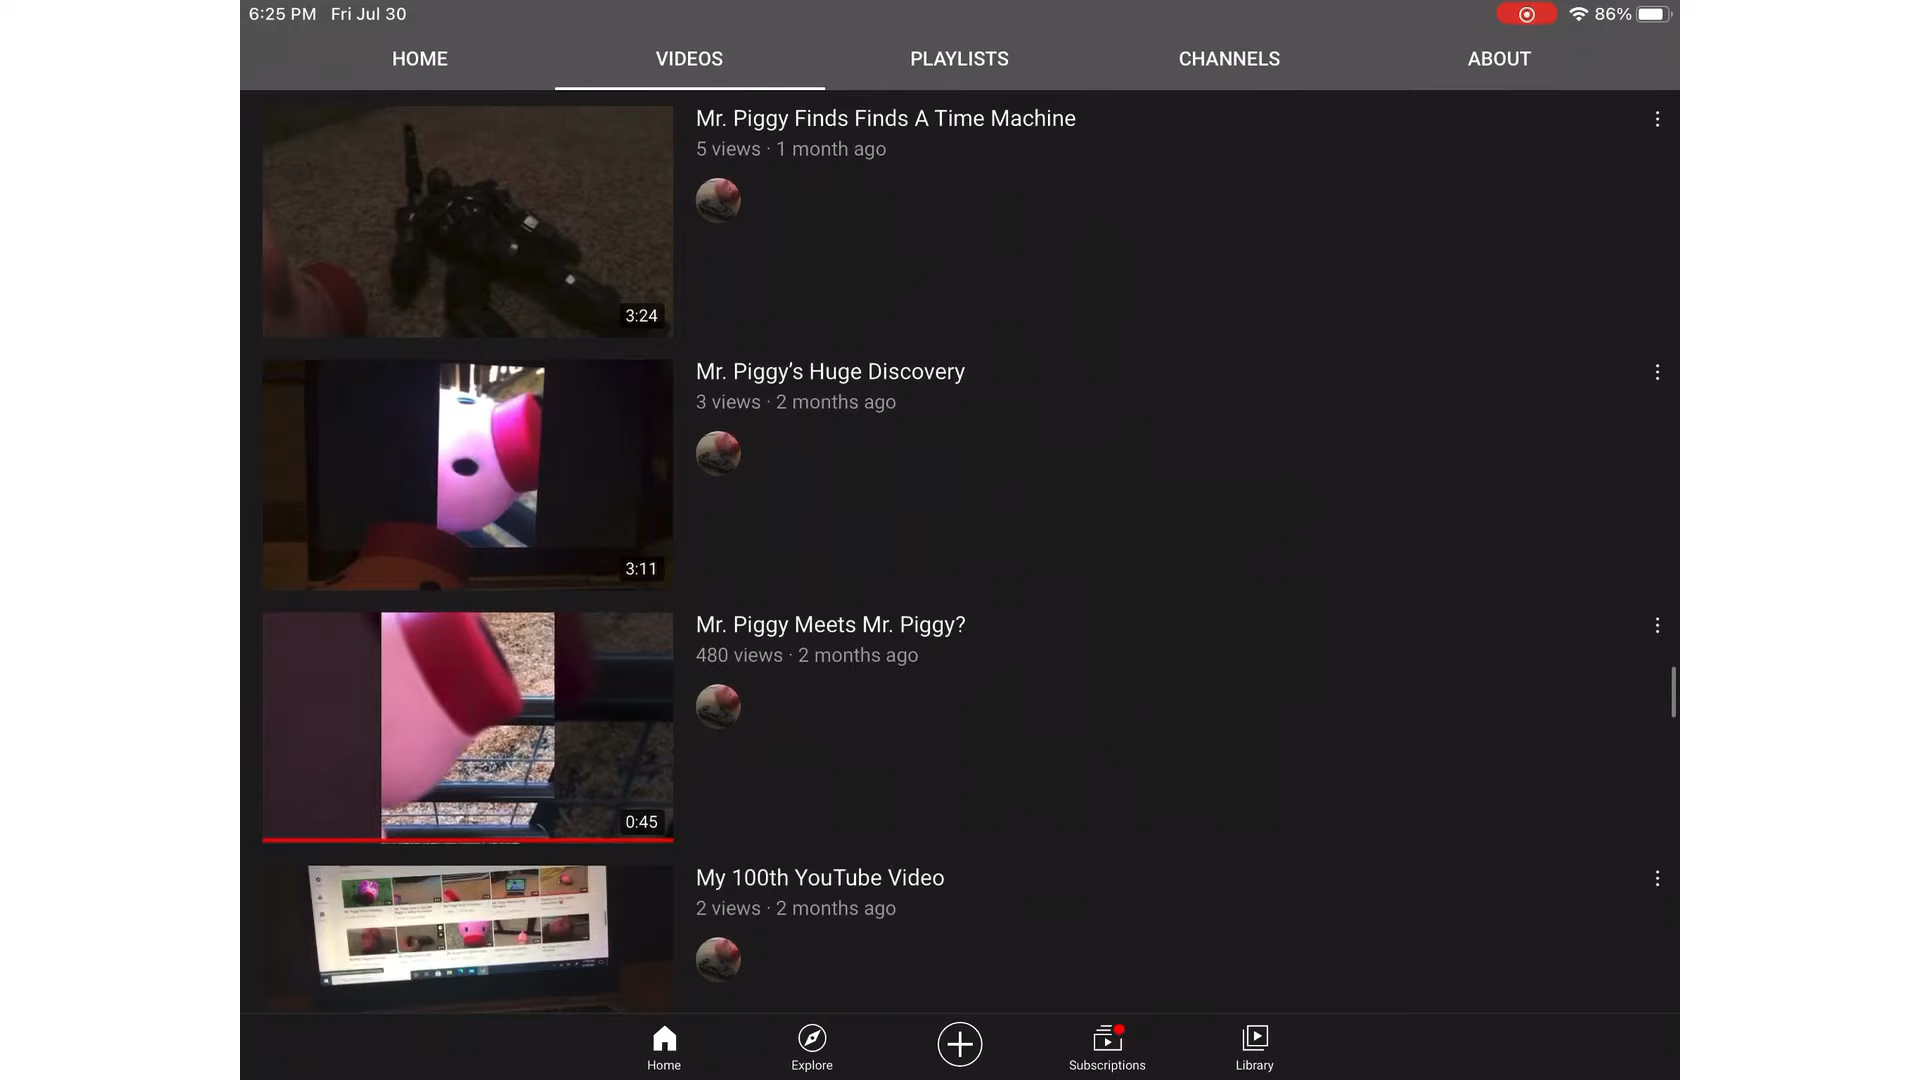 6:25 PM Fri Jul 30
86%
HOME VIDEOS PLAYLISTS CHANNELS ABOUT
Mr. Piggy Finds Finds A Time Machine
5 views · 1 month ago
3:24
Mr. Piggy’s Huge Discovery
3 views · 2 months ago
3:11
Mr. Piggy Meets Mr. Piggy?
480 views · 2 months ago
0:45
My 100th YouTube Video
2 views · 2 months ago
Home Explore Subscriptions Library